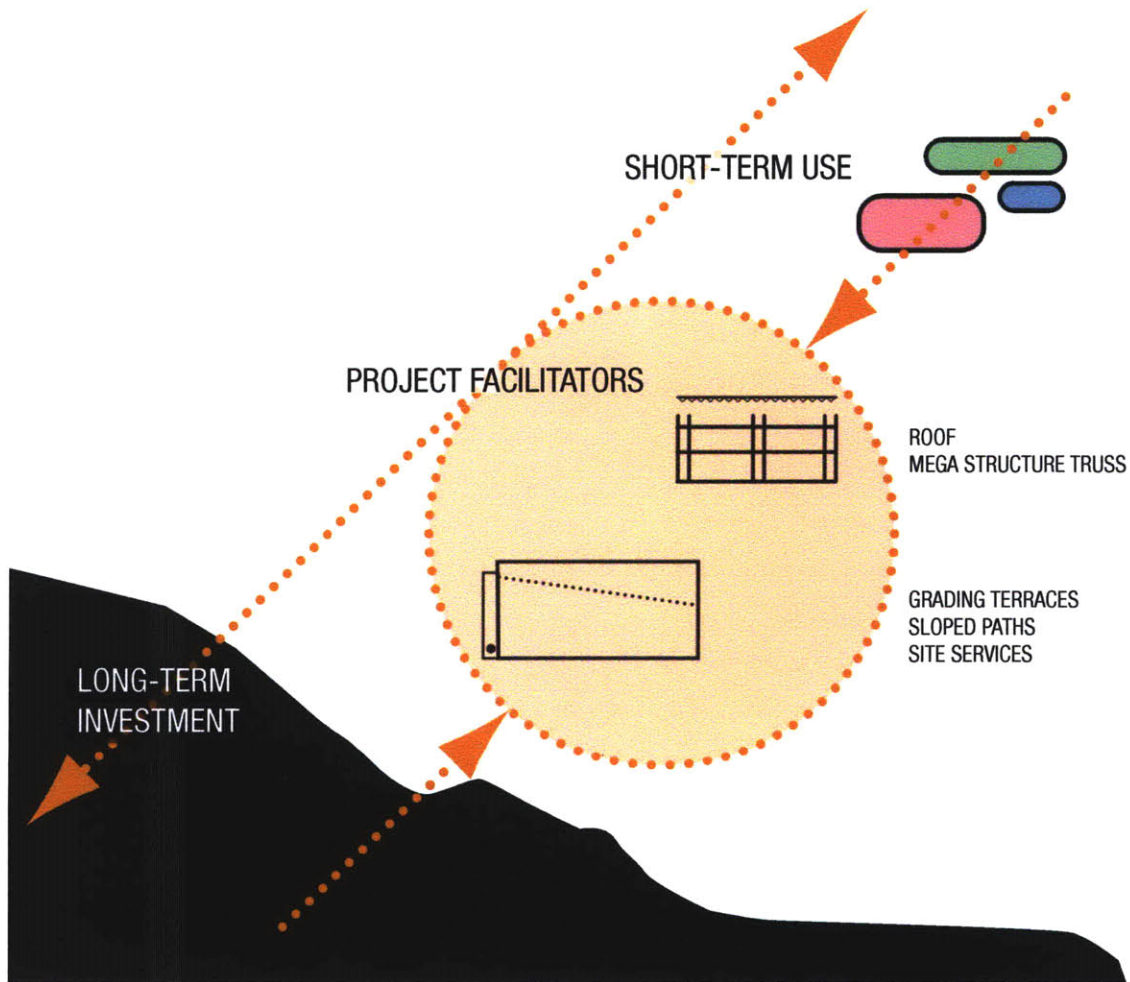 SHORT-TERM USE
PROJECT FACILITATORS
ROOF
MEGA STRUCTURE TRUSS
GRADING TERRACES
SLOPED PATHS
SITE SERVICES
LONG-TERM
INVESTMENT